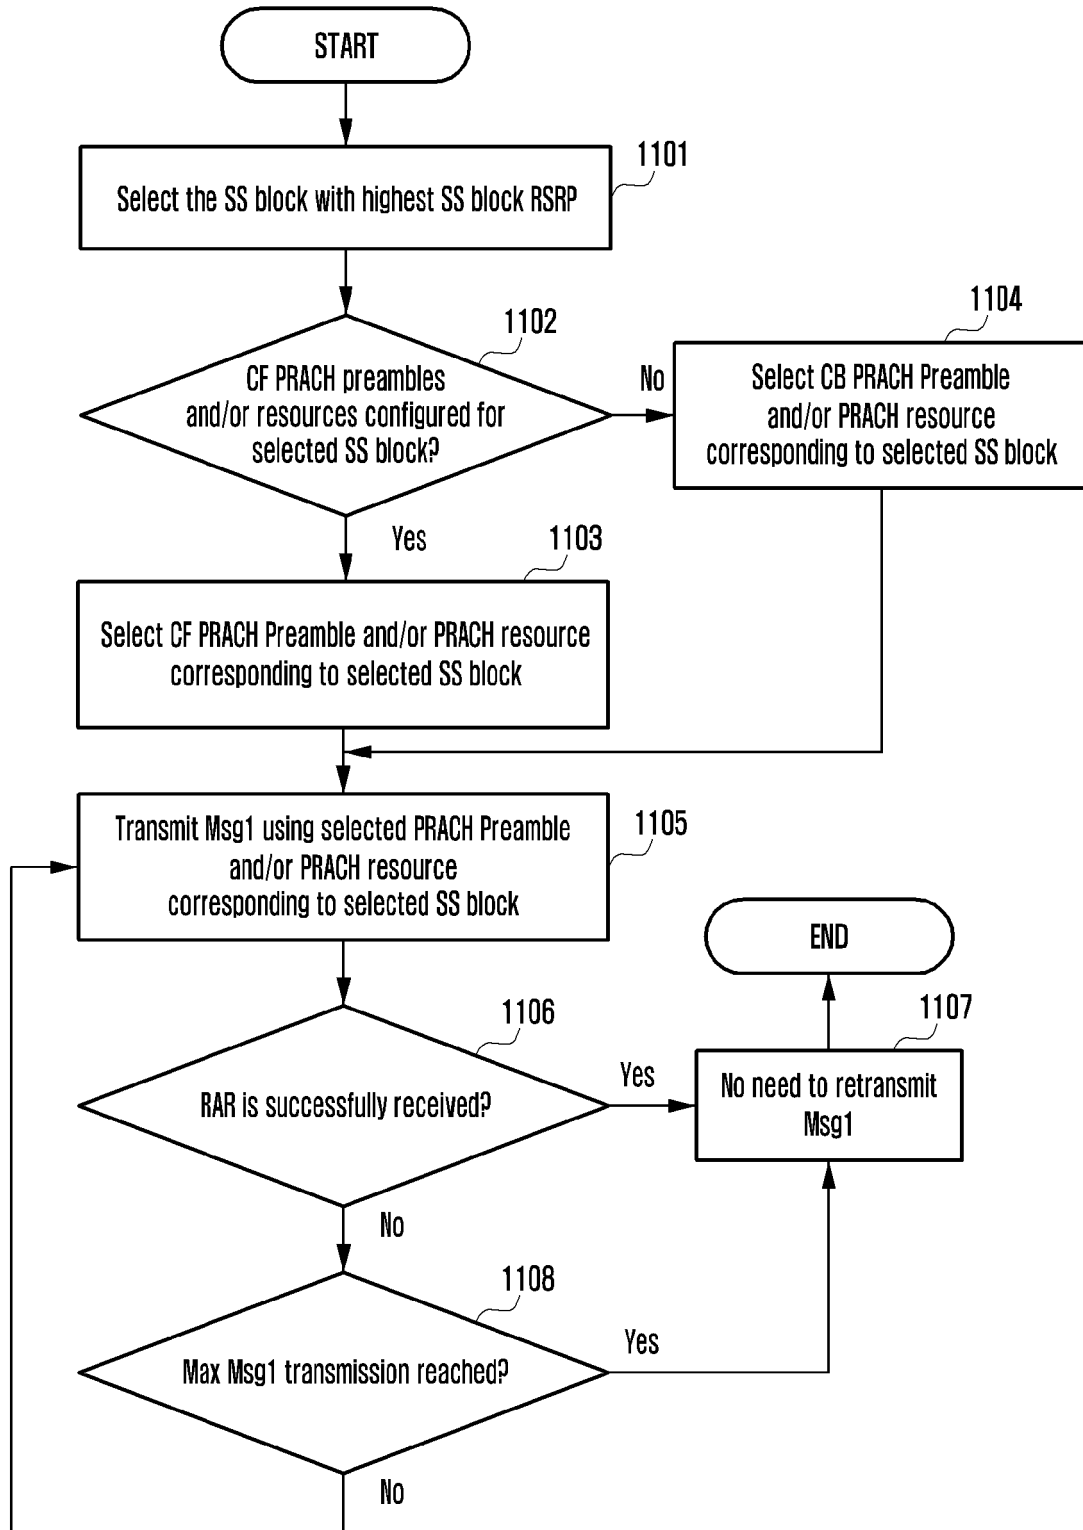 START
1101
Select the SS block with highest SS block RSRP
1102
CF PRACH preambles
and/or resources configured for
selected SS block?
No
1104
Select CB PRACH Preamble
and/or PRACH resource
corresponding to selected SS block
Yes
1103
Select CF PRACH Preamble and/or PRACH resource
corresponding to selected SS block
1105
Transmit Msg1 using selected PRACH Preamble
and/or PRACH resource
corresponding to selected SS block
END
1106
RAR is successfully received?
Yes
1107
No need to retransmit
Msg1
No
1108
Max Msg1 transmission reached?
Yes
No